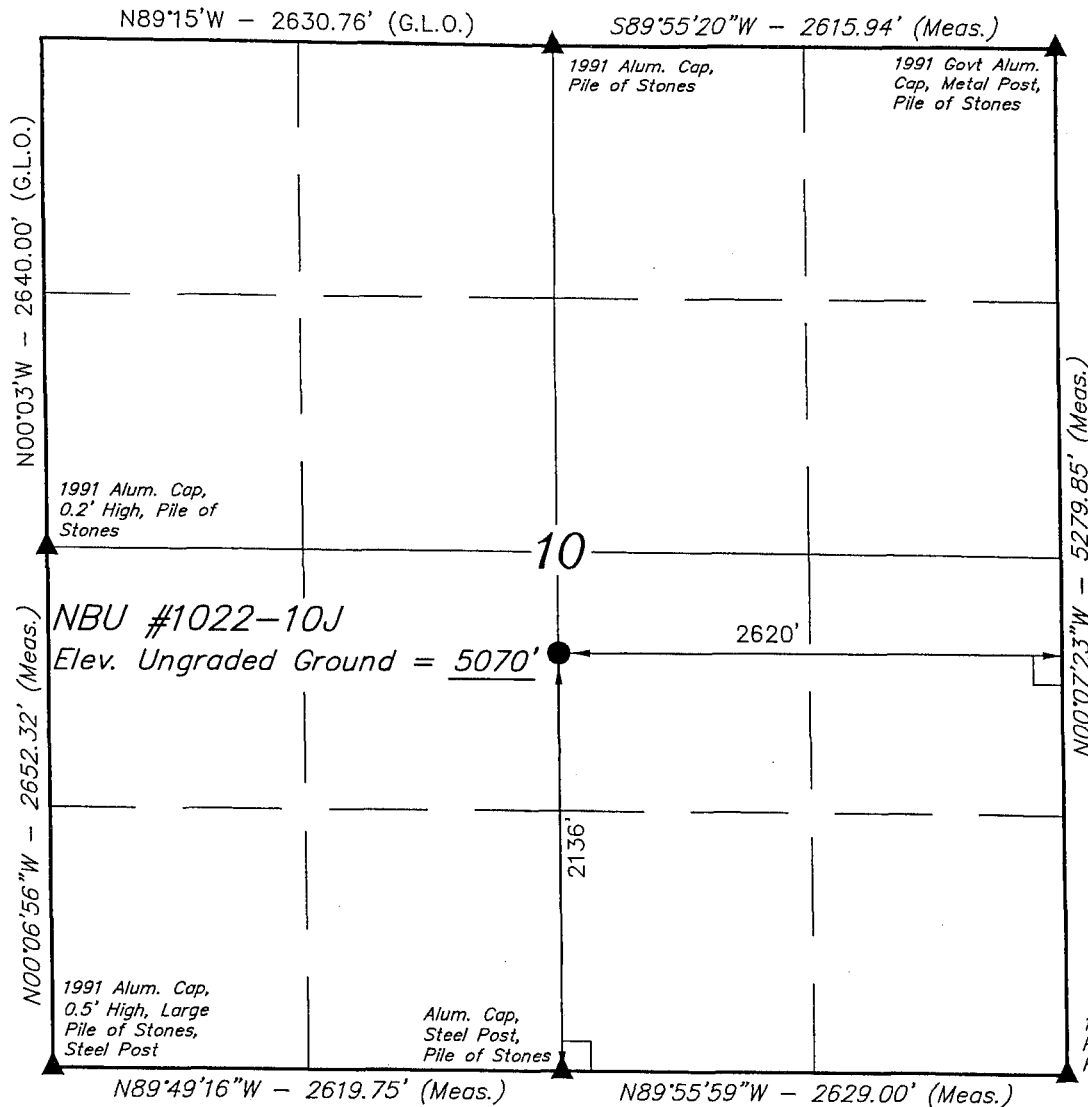 N89°15'W - 2630.76' (G.L.O.)
S89°55'20"W - 2615.94' (Meas.)
1991 Alum. Cap,
Pile of Stones
1991 Govt Alum.
Cap, Metal Post,
Pile of Stones
N00°03'W - 2640.00' (G.L.O.)
1991 Alum. Cap,
0.2' High, Pile of
Stones
10
N00°07'23"W - 5279.85' (Meas.)
NBU #1022-10J
Elev. Ungraded Ground = 5070'
2620'
N00°06'56"W - 2652.32' (Meas.)
2136'
1991 Alum. Cap,
0.5' High, Large
Pile of Stones,
Steel Post
Alum. Cap,
Steel Post,
Pile of Stones
N89°49'16"W - 2619.75' (Meas.)
N89°55'59"W - 2629.00' (Meas.)